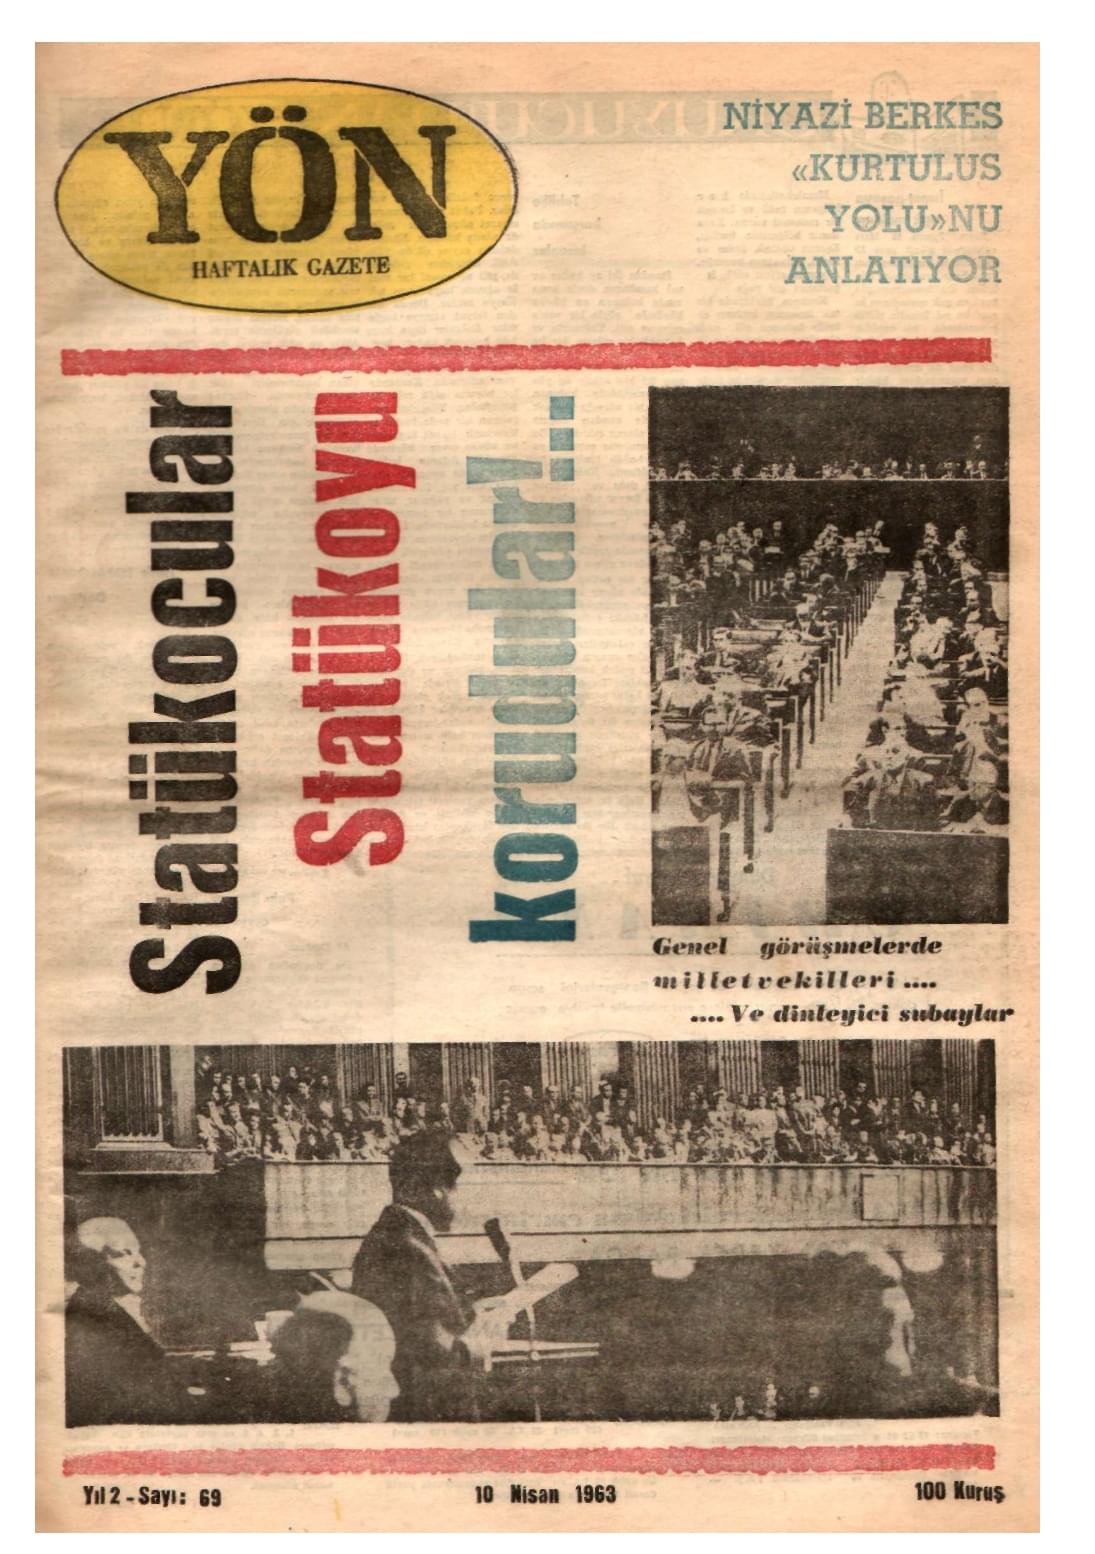 YÖN
HAFTALIK GAZETE
NİYAZİ BERKES
«KURTULUS
YOLU»NU
ANLATIYOR
Statükocular
Statükoyu
korudular!...
Genel görüşmelerde
milletvekilleri....
.... Ve dinleyici subaylar
Yıl 2 - Sayı: 69
10 Nisan 1963
100 Kuruş